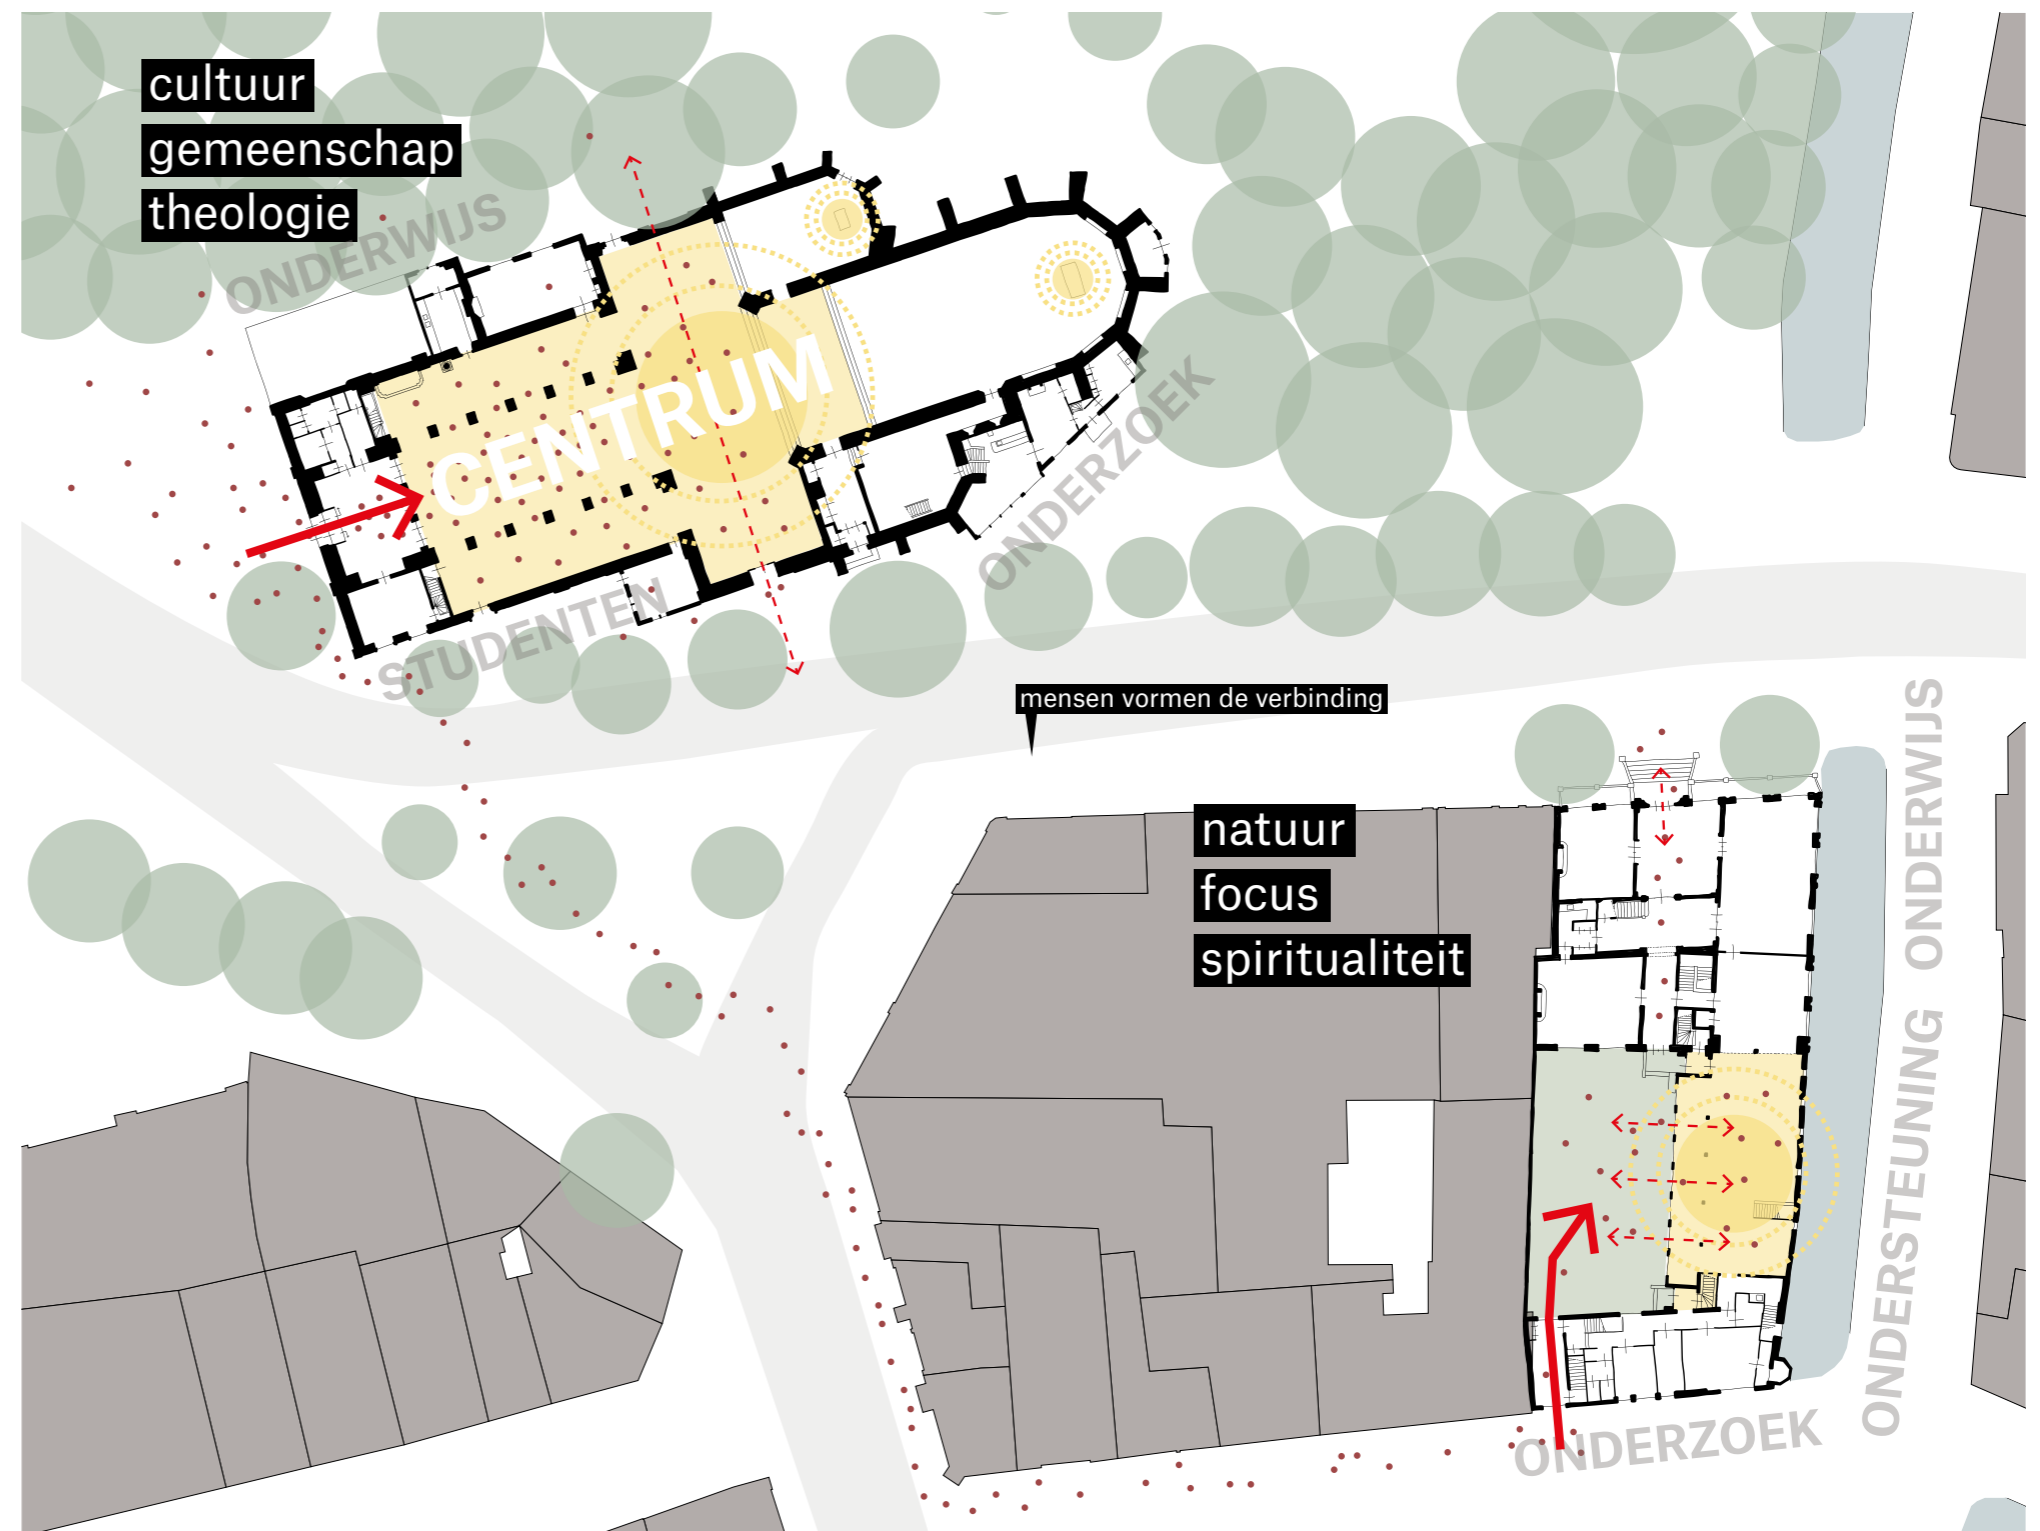 cultuur
gemeenschap
theologie
ONDERWIJS
CENTRUM
ONDERZOEK
STUDENTEN
mensen vormen de verbinding
natuur
focus
spiritualiteit
ONDERWIJS
ONDERSTEUNING
ONDERZOEK